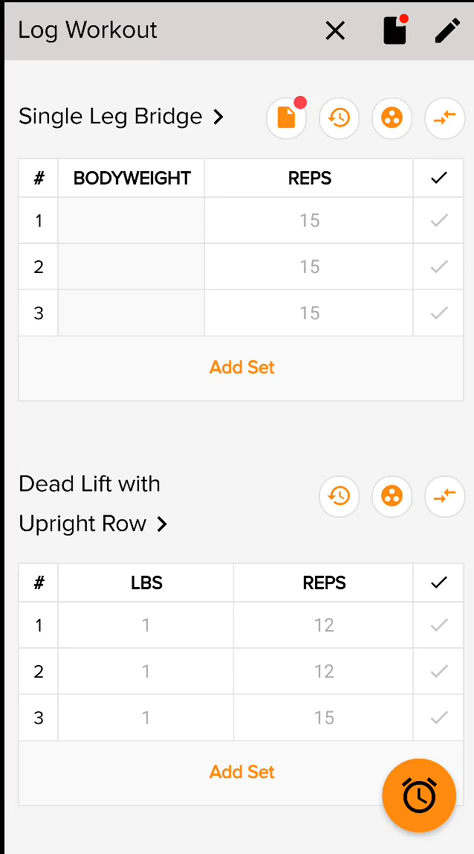 Log Workout
Single Leg Bridge
# BODYWEIGHT REPS
1 15
2 15
3 15
Add Set
Dead Lift with
Upright Row
# LBS REPS
1 1 12
2 1 12
3 1 15
Add Set